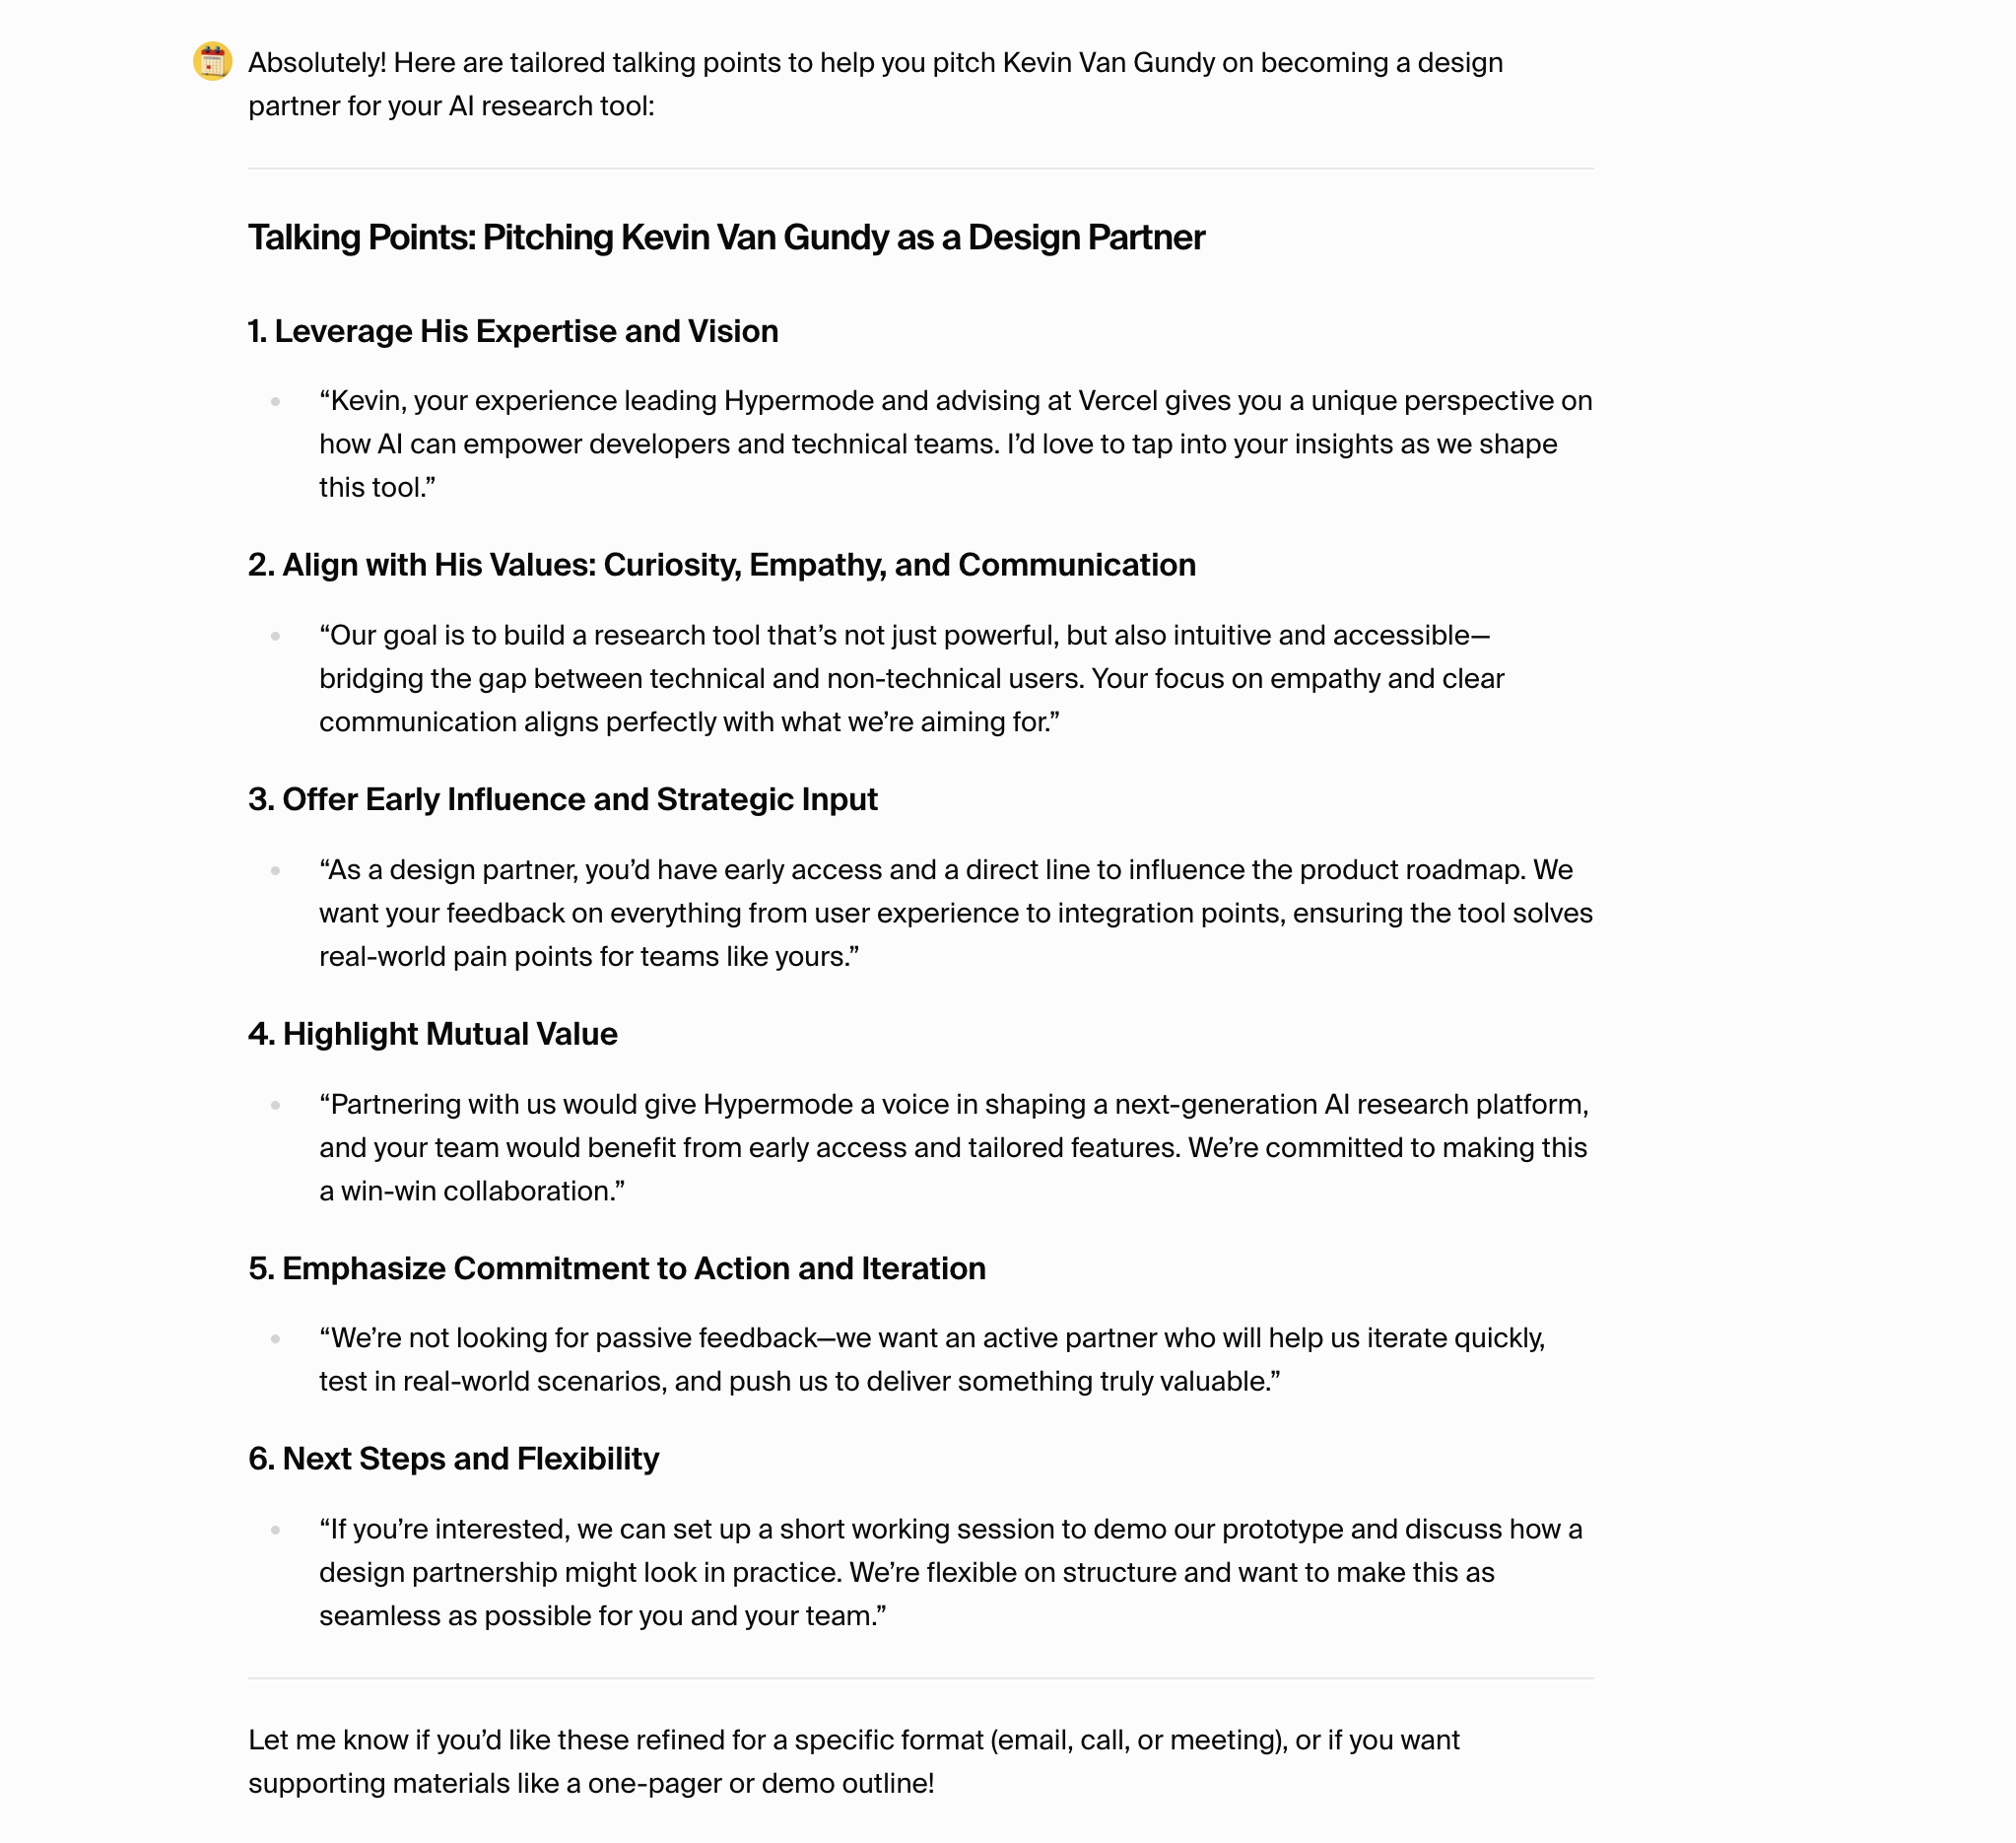 Absolutely! Here are tailored talking points to help you pitch Kevin Van Gundy on becoming a design
partner for your AI research tool:
Talking Points: Pitching Kevin Van Gundy as a Design Partner
1. Leverage His Expertise and Vision
“Kevin, your experience leading Hypermode and advising at Vercel gives you a unique perspective on
how AI can empower developers and technical teams. I’d love to tap into your insights as we shape
this tool.”
2. Align with His Values: Curiosity, Empathy, and Communication
“Our goal is to build a research tool that’s not just powerful, but also intuitive and accessible—
bridging the gap between technical and non-technical users. Your focus on empathy and clear
communication aligns perfectly with what we’re aiming for.”
3. Offer Early Influence and Strategic Input
“As a design partner, you’d have early access and a direct line to influence the product roadmap. We
want your feedback on everything from user experience to integration points, ensuring the tool solves
real-world pain points for teams like yours.”
4. Highlight Mutual Value
“Partnering with us would give Hypermode a voice in shaping a next-generation AI research platform,
and your team would benefit from early access and tailored features. We’re committed to making this
a win-win collaboration.”
5. Emphasize Commitment to Action and Iteration
“We’re not looking for passive feedback—we want an active partner who will help us iterate quickly,
test in real-world scenarios, and push us to deliver something truly valuable.”
6. Next Steps and Flexibility
“If you’re interested, we can set up a short working session to demo our prototype and discuss how a
design partnership might look in practice. We’re flexible on structure and want to make this as
seamless as possible for you and your team.”
Let me know if you’d like these refined for a specific format (email, call, or meeting), or if you want
supporting materials like a one-pager or demo outline!